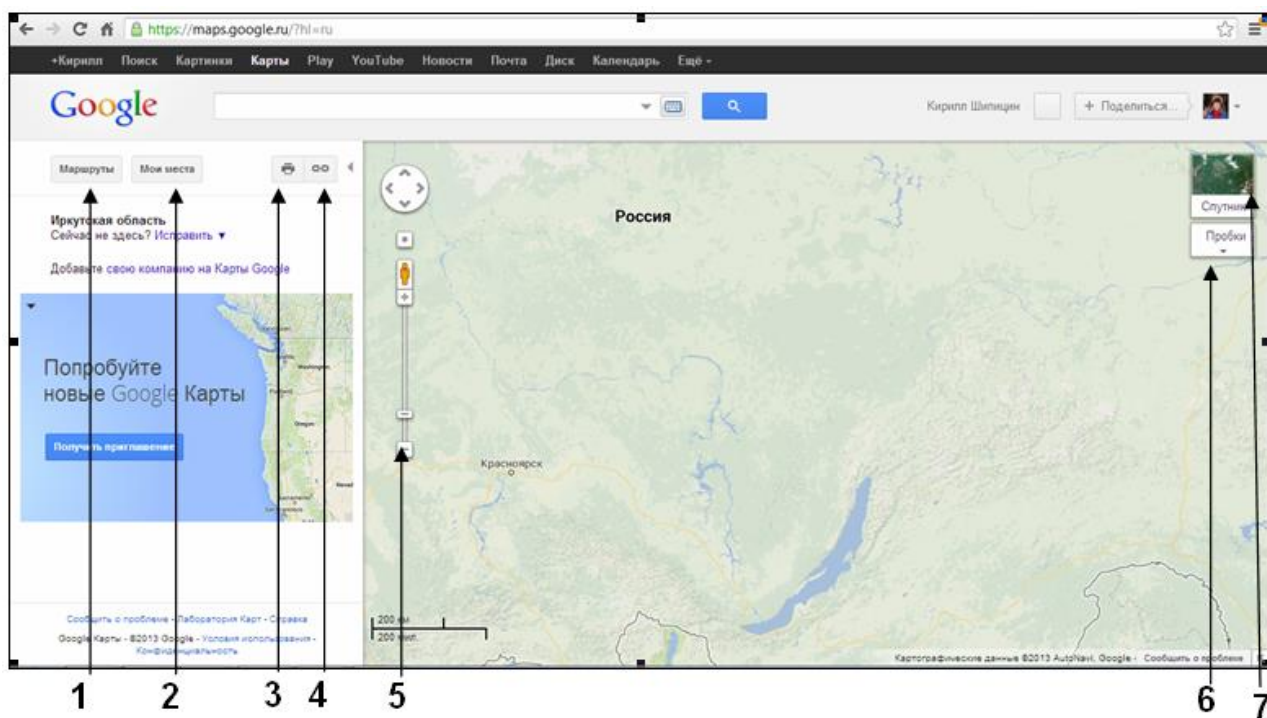 https://maps.google.ru/?hl=ru
+Кирилл Поиск Картинки Карты Play YouTube Новости Почта Диск Календарь Ещё
Google
Кирилл Шипицин + Поделиться...
Маршруты Мои места
Иркутская область
Сейчас не здесь? Исправить ▼
Добавьте свою компанию на Карты Google
Попробуйте
новые Google Карты
Получить приглашение
Washington
Oregon
Сообщить о проблеме - Лаборатория Карт - Справка
Google Карты - ©2013 Google - Условия использования -
Конфиденциальность
Россия
Красноярск
Спутник
Пробки
200 км
200 мил.
Картографические данные ©2013 AutoNavi, Google - Сообщить о проблеме
1 2 3 4 5 6 7